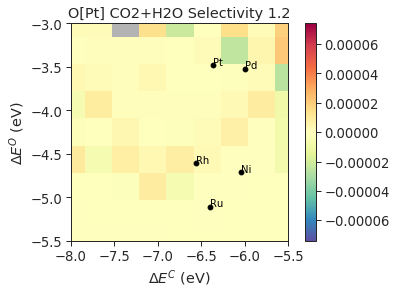 O[Pt] CO2+H2O Selectivity 1.2
−3.0
−3.5
−4.0
−4.5
−5.0
−5.5
ΔE^O (eV)
Pt
Pd
Rh
Ni
Ru
−8.0 −7.5 −7.0 −6.5 −6.0 −5.5
ΔE^C (eV)
0.00006
0.00004
0.00002
0.00000
−0.00002
−0.00004
−0.00006